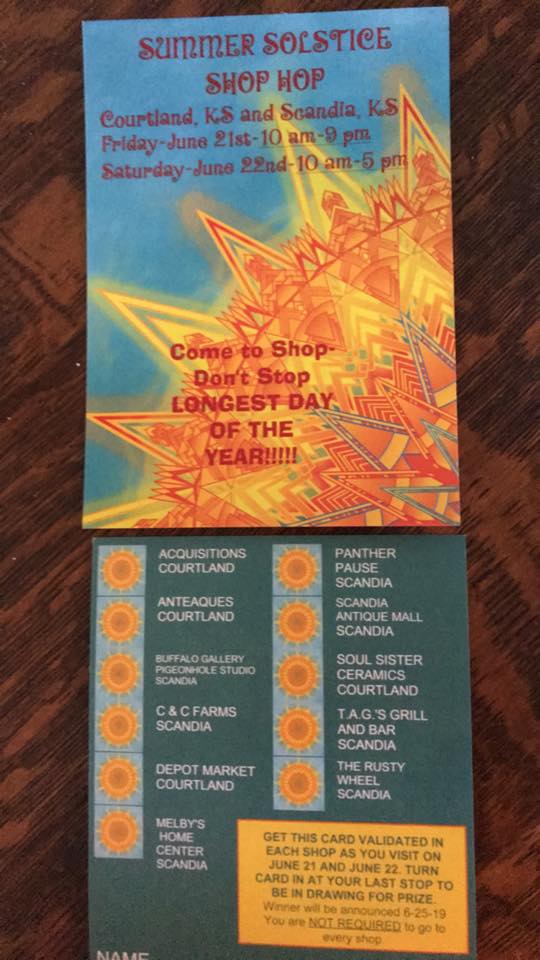 SUMMER SOLSTICE
SHOP HOP
Courtland, KS and Scandia, KS
Friday-June 21st-10 am-9 pm
Saturday-June 22nd-10 am-5 pm
Come to Shop-
Don't Stop
LONGEST DAY
OF THE
YEAR!!!!!
ACQUISITIONS
COURTLAND
ANTEAQUES
COURTLAND
BUFFALO GALLERY
PIGEONHOLE STUDIO
SCANDIA
C & C FARMS
SCANDIA
DEPOT MARKET
COURTLAND
MELBY'S
HOME
CENTER
SCANDIA
PANTHER
PAUSE
SCANDIA
SCANDIA
ANTIQUE MALL
SCANDIA
SOUL SISTER
CERAMICS
COURTLAND
T.A.G.'S GRILL
AND BAR
SCANDIA
THE RUSTY
WHEEL
SCANDIA
GET THIS CARD VALIDATED IN
EACH SHOP AS YOU VISIT ON
JUNE 21 AND JUNE 22. TURN
CARD IN AT YOUR LAST STOP TO
BE IN DRAWING FOR PRIZE.
Winner will be announced 6-25-19
You are NOT REQUIRED to go to
every shop
NAME